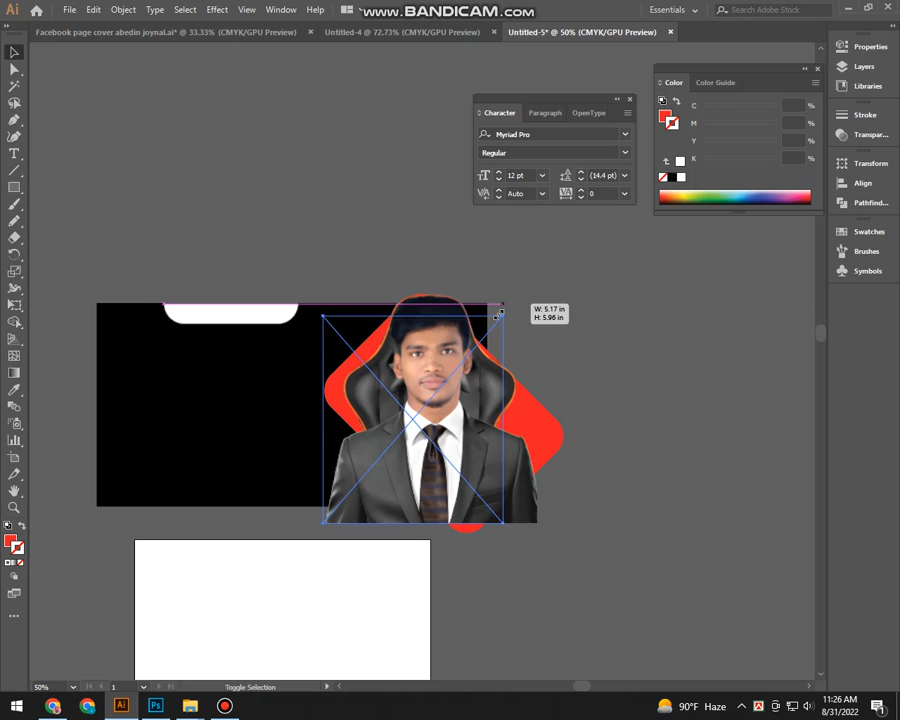 Ai File Edit Object Type Select Effect View Window Help
www.BANDICAM.com
Essentials
Search Adobe Stock
Facebook page cover abedin joynal.ai* @ 33.33% (CMYK/GPU Preview)
Untitled-4 @ 72.73% (CMYK/GPU Preview)
Untitled-5* @ 50% (CMYK/GPU Preview)
Character Paragraph OpenType
Myriad Pro
Regular
12 pt (14.4 pt)
Auto 0
Color Color Guide
C %
M %
Y %
K %
Properties
Layers
Libraries
Stroke
Transpar...
Transform
Align
Pathfind...
Swatches
Brushes
Symbols
W: 5.17 in
H: 5.96 in
50% 1 Toggle Selection
Ai Ps 90°F Haze 11:26 AM
8/31/2022